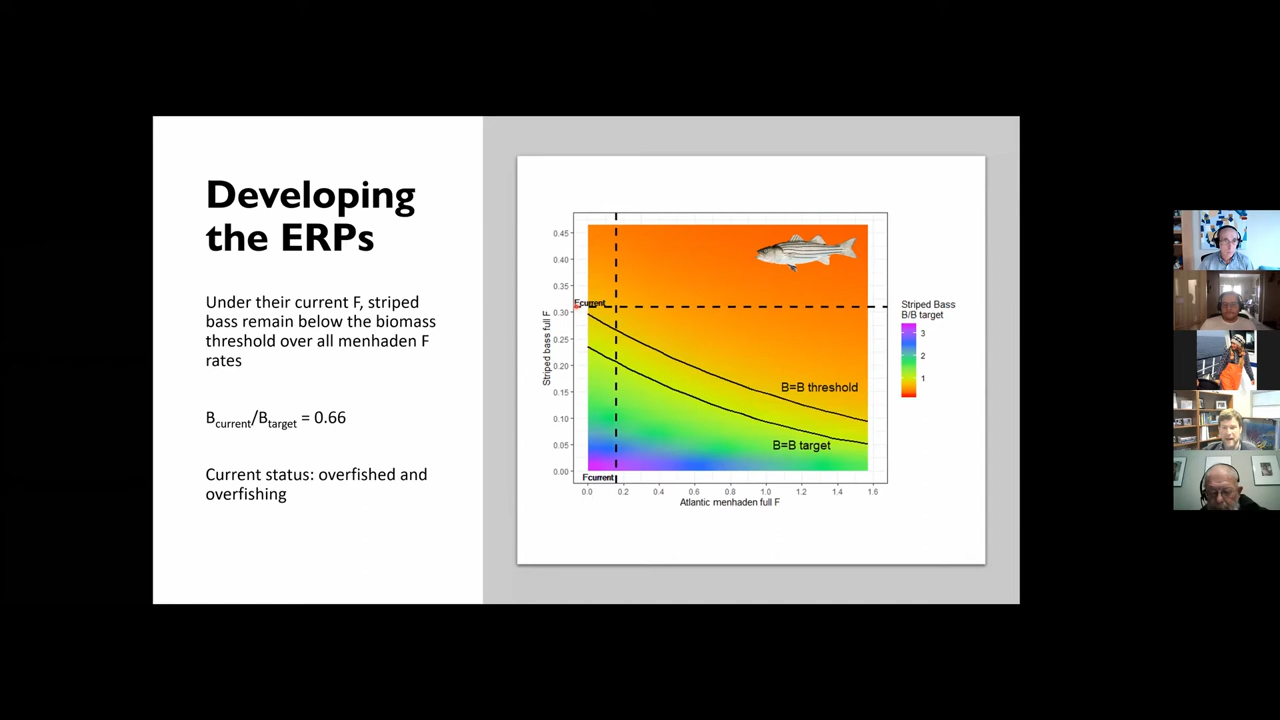 Developing
the ERPs
Under their current F, striped
bass remain below the biomass
threshold over all menhaden F
rates
Bcurrent/Btarget = 0.66
Current status: overfished and
overfishing
0.45
0.40
0.35
0.30
0.25
0.20
0.15
0.10
0.05
0.00
Striped bass full F
Fcurrent
B=B threshold
B=B target
Fcurrent
0.0 0.2 0.4 0.6 0.8 1.0 1.2 1.4 1.6
Atlantic menhaden full F
Striped Bass
B/B target
3
2
1